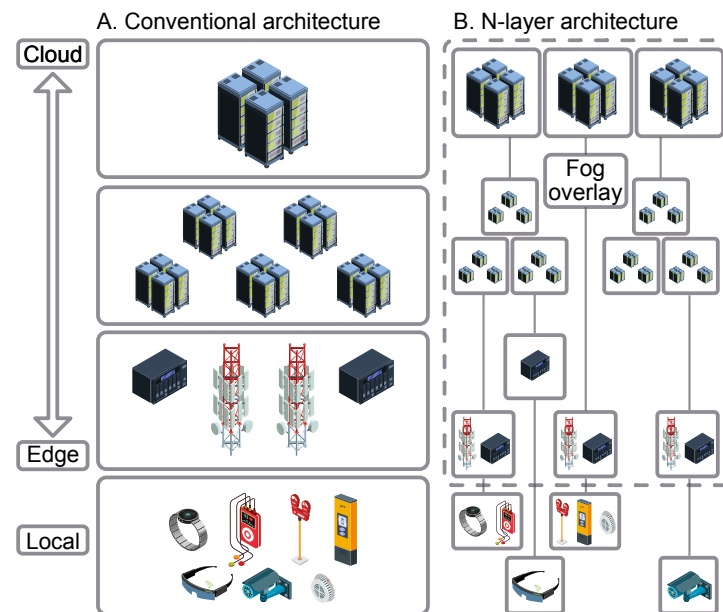 A. Conventional architecture
B. N-layer architecture
Cloud
Fog
overlay
Edge
Local